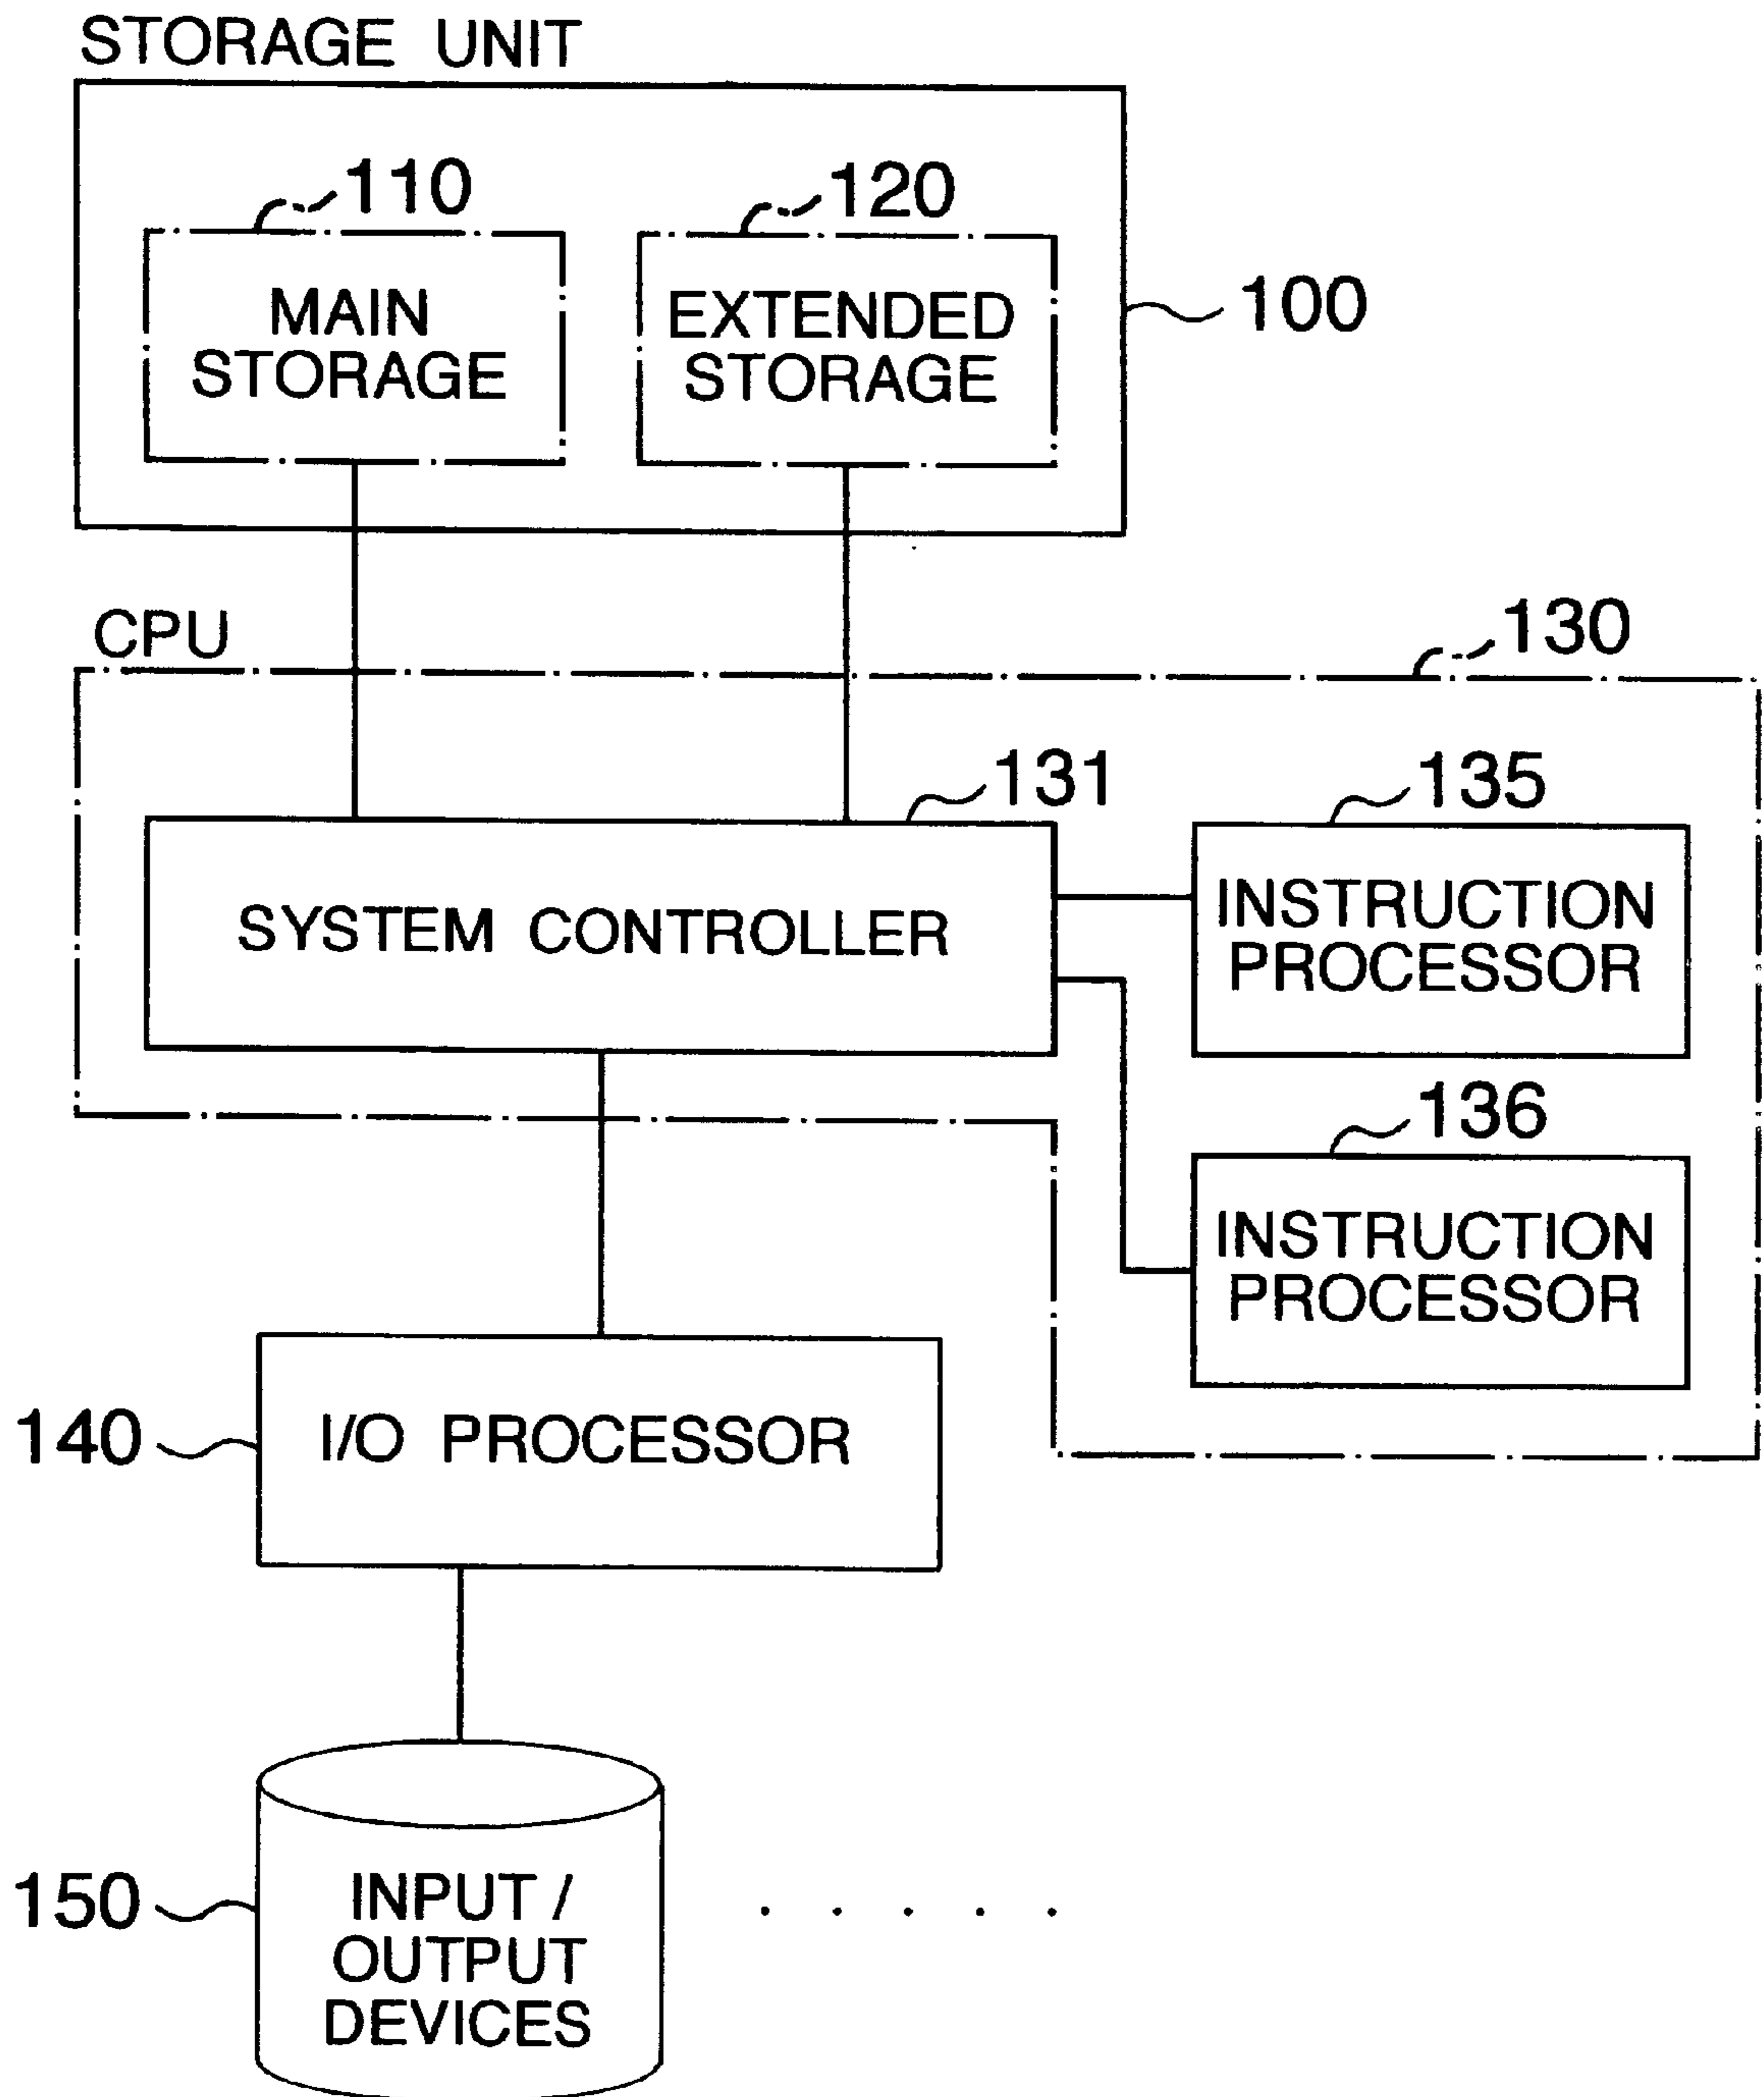 STORAGE UNIT
110
120
MAIN
STORAGE
EXTENDED
STORAGE
100
CPU
130
131
135
SYSTEM CONTROLLER
INSTRUCTION
PROCESSOR
136
INSTRUCTION
PROCESSOR
140
I/O PROCESSOR
150
INPUT /
OUTPUT
DEVICES
. . . . .